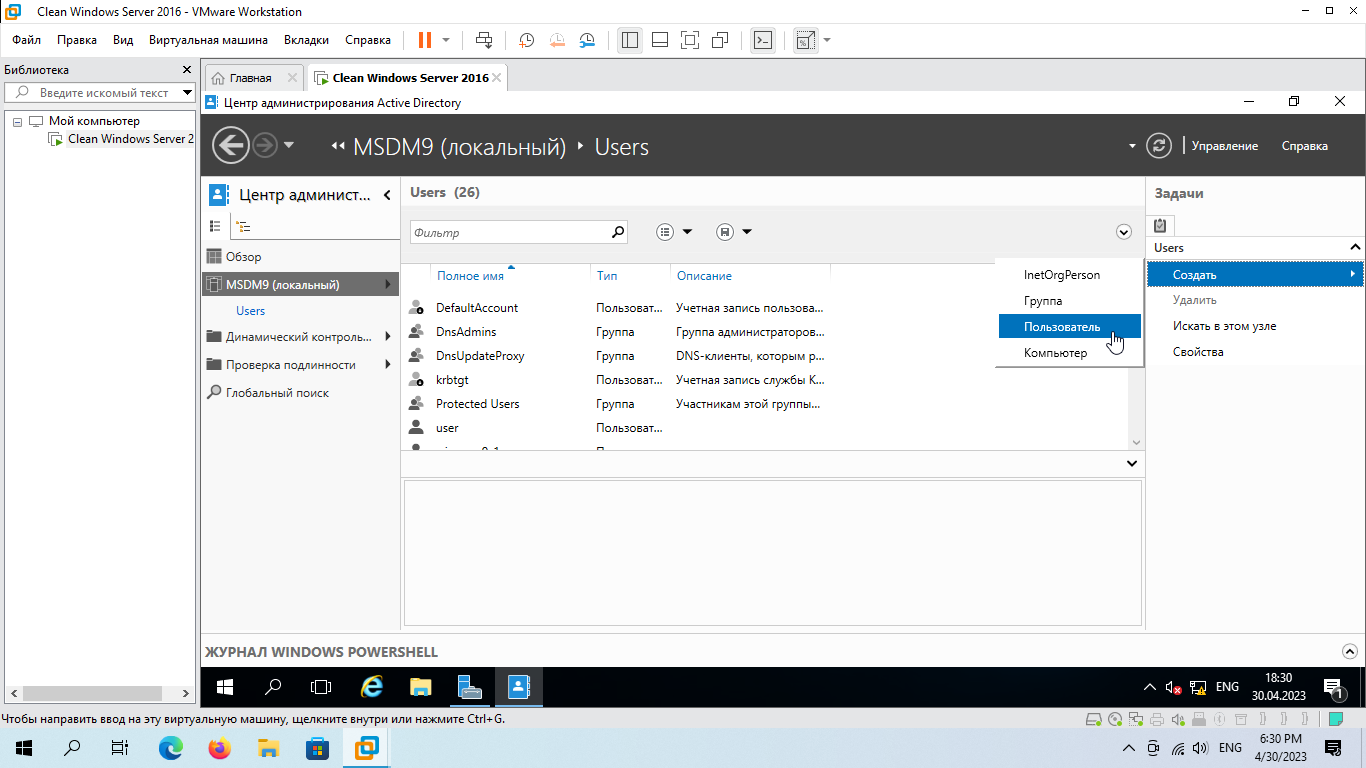 Clean Windows Server 2016 - VMware Workstation
Файл Правка Вид Виртуальная машина Вкладки Справка
Библиотека
Введите искомый текст
Мой компьютер
Clean Windows Server 2
Главная
Clean Windows Server 2016
Центр администрирования Active Directory
MSDM9 (локальный) Users
Управление Справка
Центр админист...
Обзор
MSDM9 (локальный)
Users
Динамический контроль...
Проверка подлинности
Глобальный поиск
Users (26)
Фильтр
Полное имя Тип Описание
DefaultAccount Пользоват... Учетная запись пользова...
DnsAdmins Группа Группа администраторов...
DnsUpdateProxy Группа DNS-клиенты, которым р...
krbtgt Пользоват... Учетная запись службы K...
Protected Users Группа Участникам этой группы...
user Пользоват...
InetOrgPerson
Группа
Пользователь
Компьютер
Задачи
Users
Создать
Удалить
Искать в этом узле
Свойства
ЖУРНАЛ WINDOWS POWERSHELL
ENG
18:30
30.04.2023
1
Чтобы направить ввод на эту виртуальную машину, щелкните внутри или нажмите Ctrl+G.
ENG
6:30 PM
4/30/2023